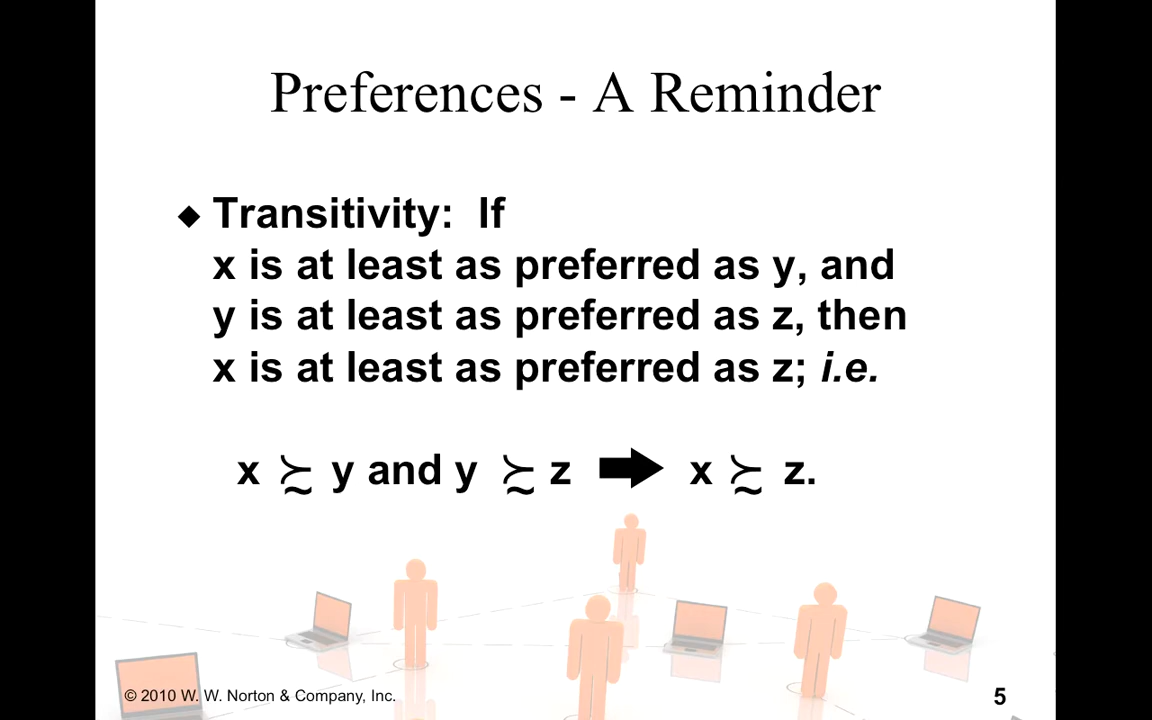 Preferences - A Reminder
◆ Transitivity: If
x is at least as preferred as y, and
y is at least as preferred as z, then
x is at least as preferred as z; i.e.
x ≿ y and y ≿ z ➡ x ≿ z.
© 2010 W. W. Norton & Company, Inc.
5